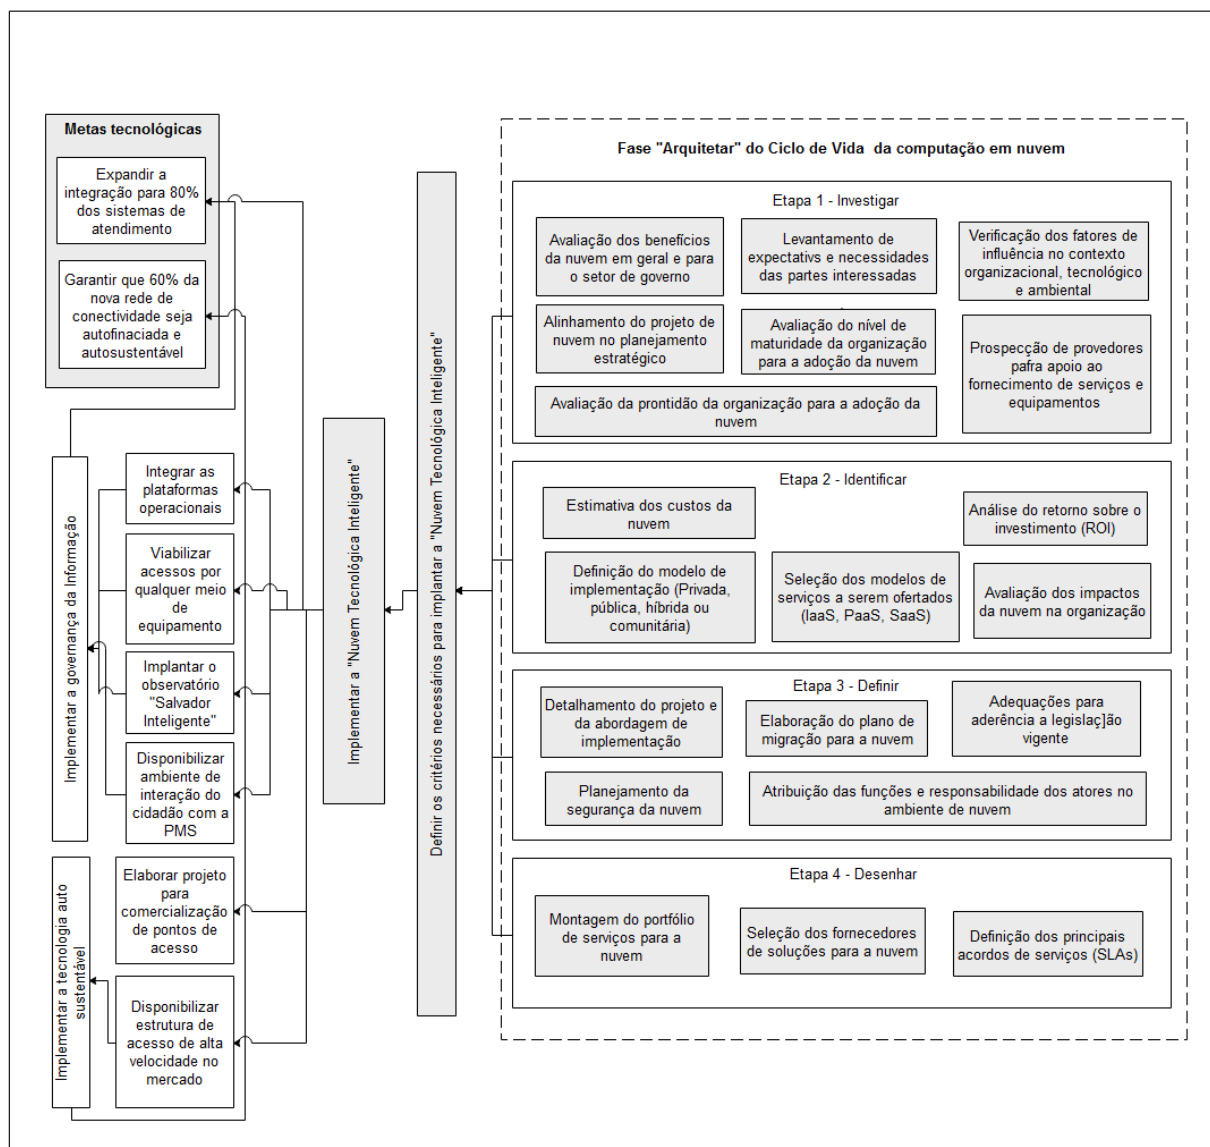 Metas tecnológicas
Expandir a
integração para 80%
dos sistemas de
atendimento
Garantir que 60% da
nova rede de
conectividade seja
autofinaciada e
autosustentável
Implementar a governança da Informação
Integrar as
plataformas
operacionais
Viabilizar
acessos por
qualquer meio de
equipamento
Implantar o
observatório
"Salvador
Inteligente"
Disponibilizar
ambiente de
interação do
cidadão com a
PMS
Implementar a tecnologia auto
sustentável
Elaborar projeto
para
comercialização
de pontos de
acesso
Disponibilizar
estrutura de
acesso de alta
velocidade no
mercado
Implementar a "Nuvem Tecnológica Inteligente"
Definir os critérios necessários para implantar a "Nuvem Tecnológica Inteligente"
Fase "Arquitetar" do Ciclo de Vida da computação em nuvem
Etapa 1 - Investigar
Avaliação dos benefícios
da nuvem em geral e para
o setor de governo
Levantamento de
expectativs e necessidades
das partes interessadas
Verificação dos fatores de
influência no contexto
organizacional, tecnológico
e ambiental
Alinhamento do projeto de
nuvem no planejamento
estratégico
Avaliação do nível de
maturidade da organização
para a adoção da nuvem
Prospecção de provedores
pafra apoio ao
fornecimento de serviços e
equipamentos
Avaliação da prontidão da organização para a adoção da
nuvem
Etapa 2 - Identificar
Estimativa dos custos da
nuvem
Análise do retorno sobre o
investimento (ROI)
Definição do modelo de
implementação (Privada,
pública, híbrida ou
comunitária)
Seleção dos modelos de
serviços a serem ofertados
(IaaS, PaaS, SaaS)
Avaliação dos impactos
da nuvem na organização
Etapa 3 - Definir
Detalhamento do projeto e
da abordagem de
implementação
Elaboração do plano de
migração para a nuvem
Adequações para
aderência a legislaç]ão
vigente
Planejamento da
segurança da nuvem
Atribuição das funções e responsabilidade dos atores no
ambiente de nuvem
Etapa 4 - Desenhar
Montagem do portfólio
de serviços para a
nuvem
Seleção dos fornecedores
de soluções para a nuvem
Definição dos principais
acordos de serviços (SLAs)